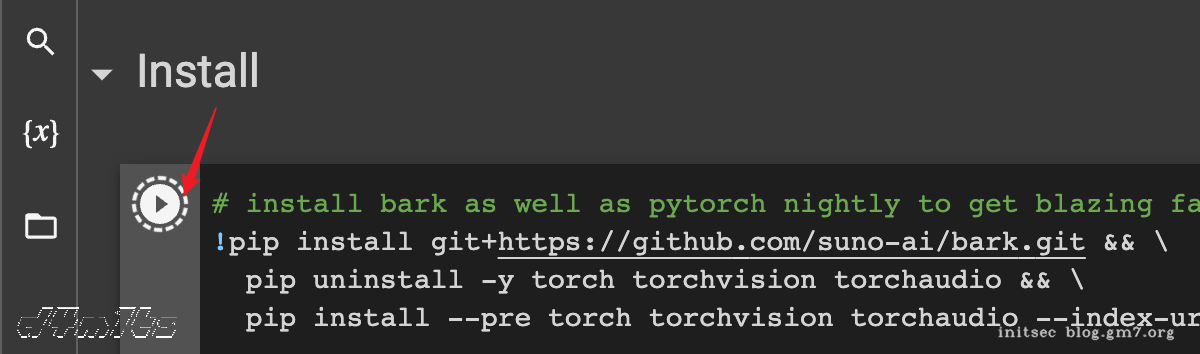 Install
{x}
# install bark as well as pytorch nightly to get blazing fa
!pip install git+https://github.com/suno-ai/bark.git && \
pip uninstall -y torch torchvision torchaudio && \
pip install --pre torch torchvision torchaudio --index-ur
d4m1ts
initsec blog.gm7.org